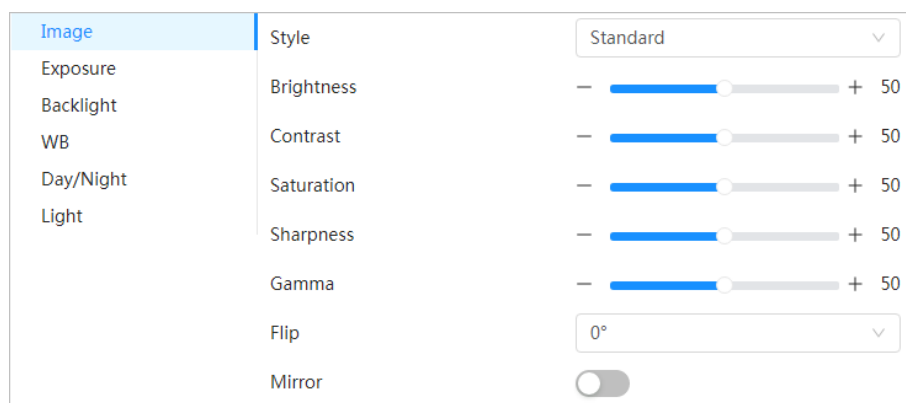 Image
Exposure
Backlight
WB
Day/Night
Light
Style Standard
Brightness − + 50
Contrast − + 50
Saturation − + 50
Sharpness − + 50
Gamma − + 50
Flip 0°
Mirror